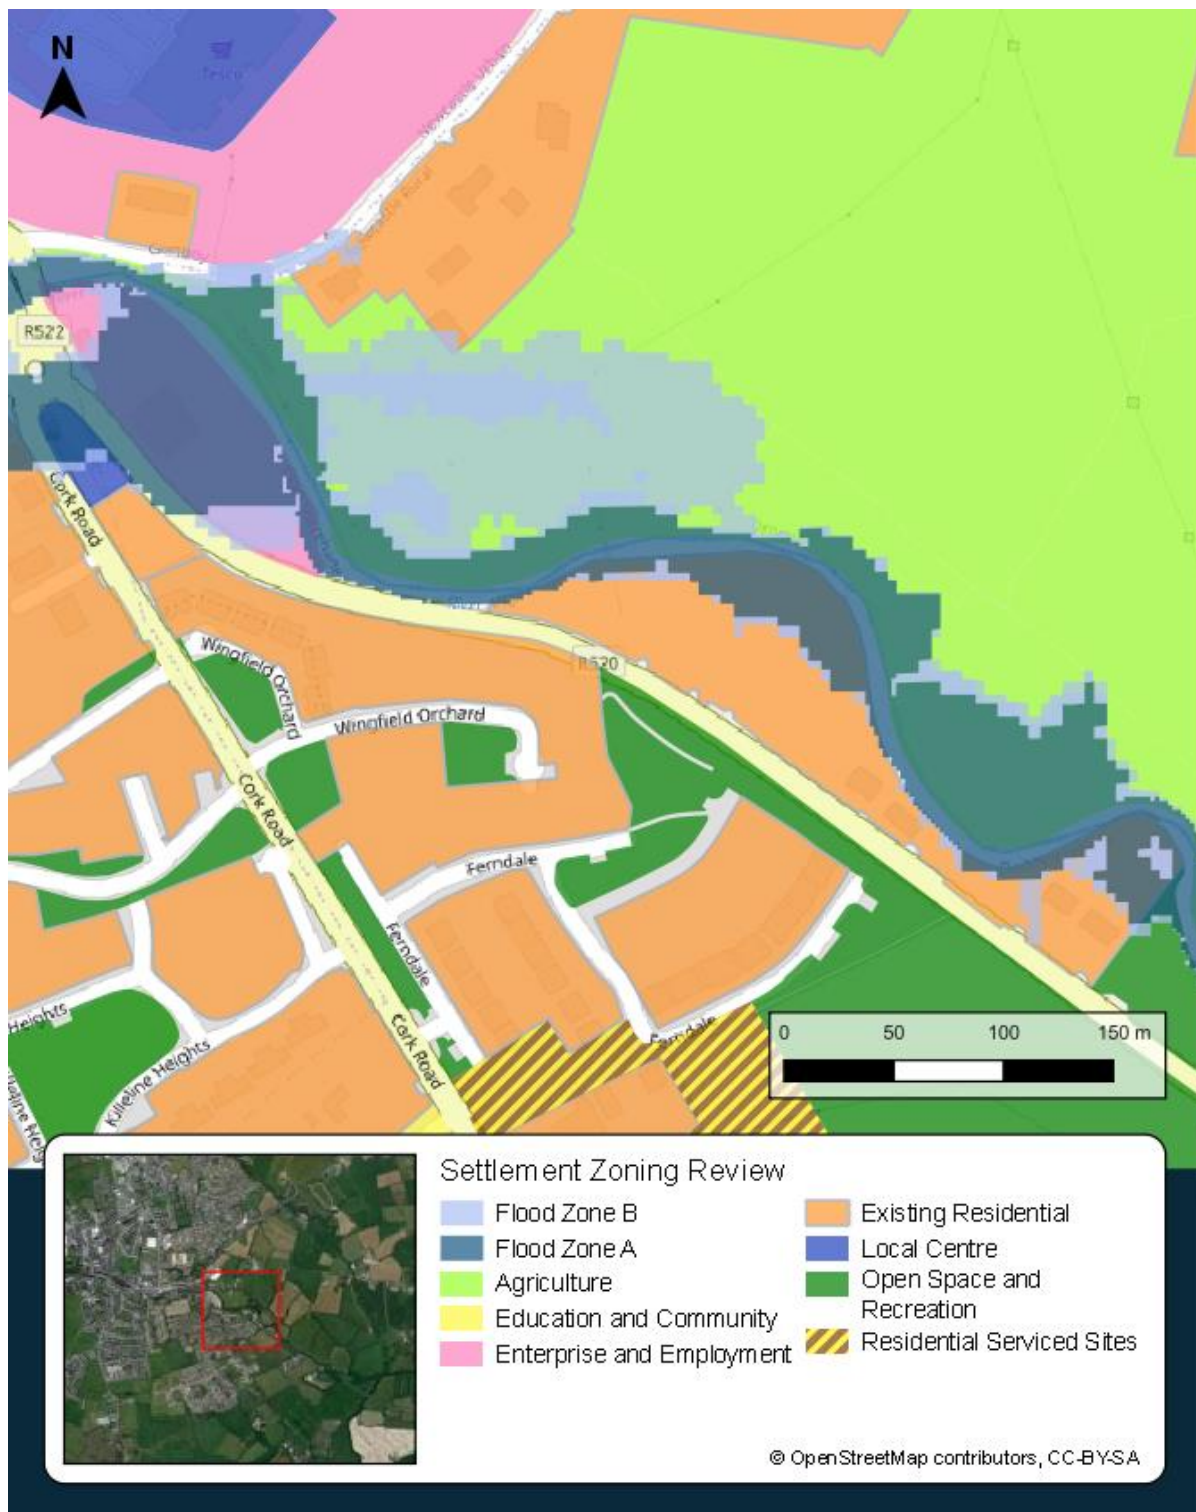 N
Tesco
R522
Cork Road
Wingfield Orchard
Wingfield Orchard
R520
Cork Road
Ferndale
Ferndale
Ferndale
Cork Road
Heights
Killeline Heights
0 50 100 150 m
Settlement Zoning Review
Flood Zone B
Flood Zone A
Agriculture
Education and Community
Enterprise and Employment
Existing Residential
Local Centre
Open Space and
Recreation
Residential Serviced Sites
© OpenStreetMap contributors, CC-BY-SA